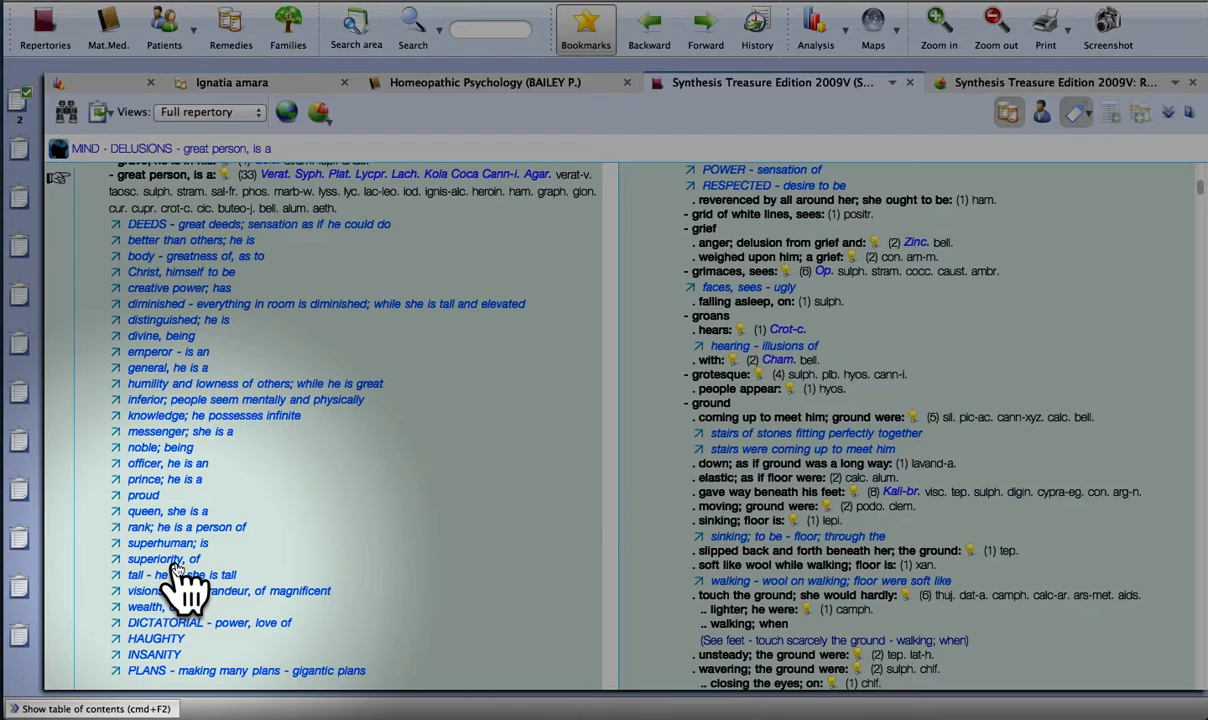 Repertories Mat.Med. Patients Remedies Families Search area Search Bookmarks Backward Forward History Analysis Maps Zoom in Zoom out Print Screenshot
Ignatia amara Homeopathic Psychology (BAILEY P.) Synthesis Treasure Edition 2009V (S... Synthesis Treasure Edition 2009V: R...
2
Views: Full repertory
MIND - DELUSIONS - great person, is a
- great person, is a: (33) Verat. Syph. Plat. Lycpr. Lach. Kola Coca Cann-i. Agar. verat-v.
taosc. sulph. stram. sal-fr. phos. marb-w. lyss. lyc. lac-leo. iod. ignis-alc. heroin. ham. graph. glon.
cur. cupr. crot-c. cic. buteo-j. bell. alum. aeth.
DEEDS - great deeds; sensation as if he could do
better than others; he is
body - greatness of, as to
Christ, himself to be
creative power; has
diminished - everything in room is diminished; while she is tall and elevated
distinguished; he is
divine, being
emperor - is an
general, he is a
humility and lowness of others; while he is great
inferior; people seem mentally and physically
knowledge; he possesses infinite
messenger; she is a
noble; being
officer, he is an
prince; he is a
proud
queen, she is a
rank; he is a person of
superhuman; is
superiority, of
tall - he she is tall
visions randeur, of magnificent
wealth,
DICTATORIAL - power, love of
HAUGHTY
INSANITY
PLANS - making many plans - gigantic plans
POWER - sensation of
RESPECTED - desire to be
. reverenced by all around her; she ought to be: (1) ham.
- grid of white lines, sees: (1) positr.
- grief
. anger; delusion from grief and: (2) Zinc. bell.
. weighed upon him; a grief: (2) con. am-m.
- grimaces, sees: (6) Op. sulph. stram. cocc. caust. ambr.
faces, sees - ugly
. falling asleep, on: (1) sulph.
- groans
. hears: (1) Crot-c.
hearing - illusions of
. with: (2) Cham. bell.
- grotesque: (4) sulph. plb. hyos. cann-i.
. people appear: (1) hyos.
- ground
. coming up to meet him; ground were: (5) sil. pic-ac. cann-xyz. calc. bell.
stairs of stones fitting perfectly together
stairs were coming up to meet him
. down; as if ground was a long way: (1) lavand-a.
. elastic; as if floor were: (2) calc. alum.
. gave way beneath his feet: (8) Kali-br. visc. tep. sulph. digin. cypra-eg. con. arg-n.
. moving; ground were: (2) podo. clem.
. sinking; floor is: (1) lepi.
sinking; to be - floor; through the
. slipped back and forth beneath her; the ground: (1) tep.
. soft like wool while walking; floor is: (1) xan.
walking - wool on walking; floor were soft like
. touch the ground; she would hardly: (6) thuj. dat-a. camph. calc-ar. ars-met. aids.
.. lighter; he were: (1) camph.
.. walking; when
(See feet - touch scarcely the ground - walking; when)
. unsteady; the ground were: (2) tep. lat-h.
. wavering; the ground were: (2) sulph. chlf.
.. closing the eyes; on: (1) chlf.
Show table of contents (cmd+F2)